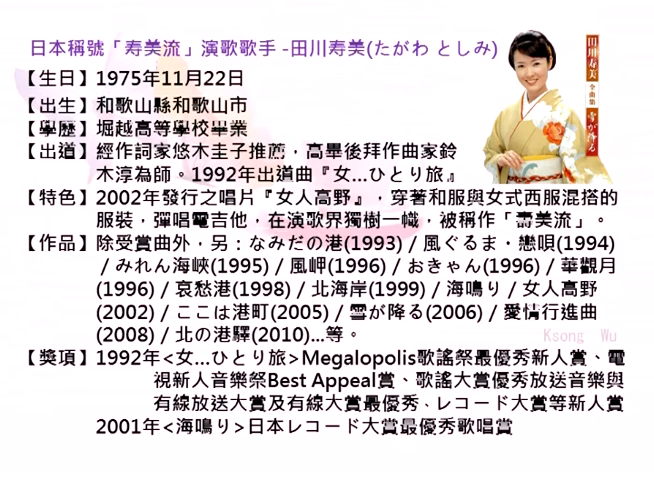 日本稱號「寿美流」演歌歌手 -田川寿美(たがわ としみ)
田川寿美 全曲集 雪が降る
【生日】1975年11月22日
【出生】和歌山縣和歌山市
【學歷】堀越高等學校畢業
【出道】經作詞家悠木圭子推薦，高畢後拜作曲家鈴
木淳為師。1992年出道曲『女…ひとり旅』
【特色】2002年發行之唱片『女人高野』，穿著和服與女式西服混搭的
服裝，彈唱電吉他，在演歌界獨樹一幟，被稱作「壽美流」。
【作品】除受賞曲外，另：なみだの港(1993) / 風ぐるま・戀唄(1994)
/ みれん海峽(1995) / 風岬(1996) / おきゃん(1996) / 華觀月
(1996) / 哀愁港(1998) / 北海岸(1999) / 海鳴り / 女人高野
(2002) / ここは港町(2005) / 雪が降る(2006) / 愛情行進曲
(2008) / 北の港驛(2010)...等。
Ksong Wu
【獎項】1992年<女…ひとり旅>Megalopolis歌謠祭最優秀新人賞、電
視新人音樂祭Best Appeal賞、歌謠大賞優秀放送音樂與
有線放送大賞及有線大賞最優秀、レコード大賞等新人賞
2001年<海鳴り>日本レコード大賞最優秀歌唱賞